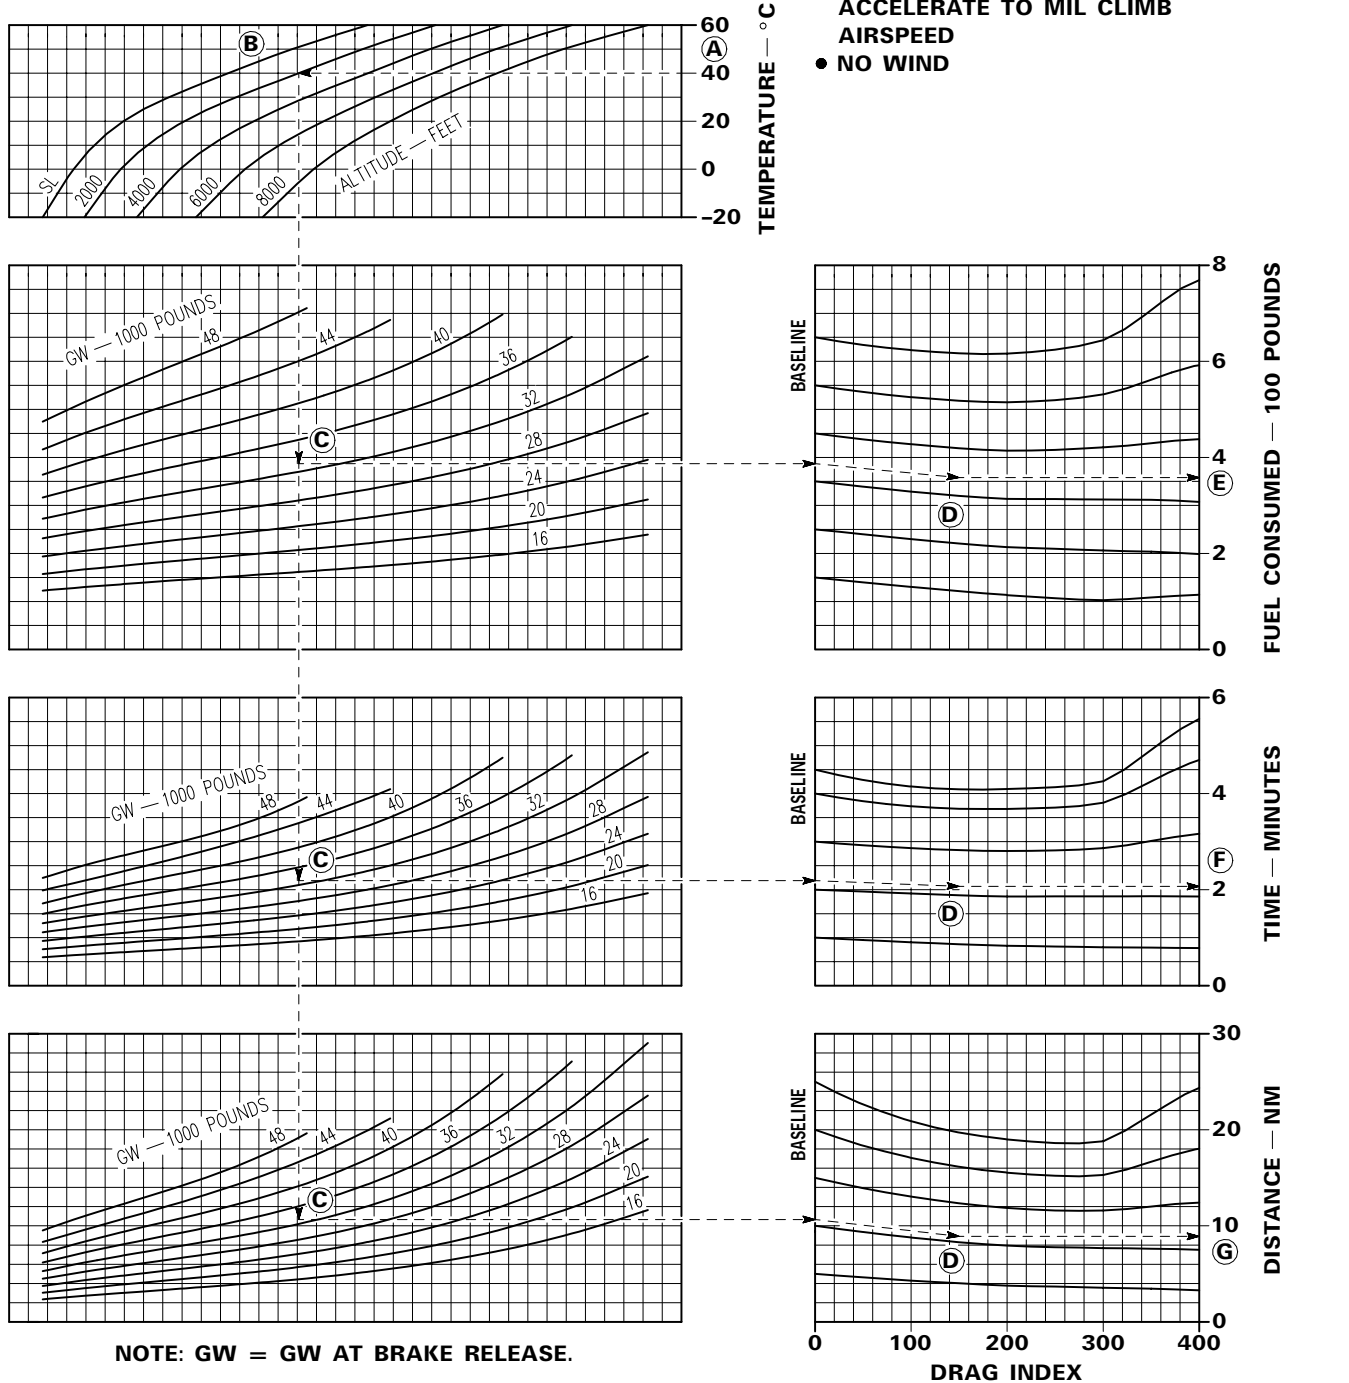 ACCELERATE TO MIL CLIMB
AIRSPEED
● NO WIND
B
60
A
40
20
0
–20
TEMPERATURE — °C
SL
2000
4000
6000
8000
ALTITUDE — FEET
GW — 1000 POUNDS
48
44
40
36
32
28
24
20
16
C
BASELINE
D
8
6
4
E
2
0
FUEL CONSUMED — 100 POUNDS
GW — 1000 POUNDS
48
44
40
36
32
28
24
20
16
C
BASELINE
D
6
4
F
2
0
TIME — MINUTES
GW — 1000 POUNDS
48
44
40
36
32
28
24
20
16
C
BASELINE
D
30
20
10
G
0
DISTANCE — NM
0 100 200 300 400
DRAG INDEX
NOTE: GW = GW AT BRAKE RELEASE.